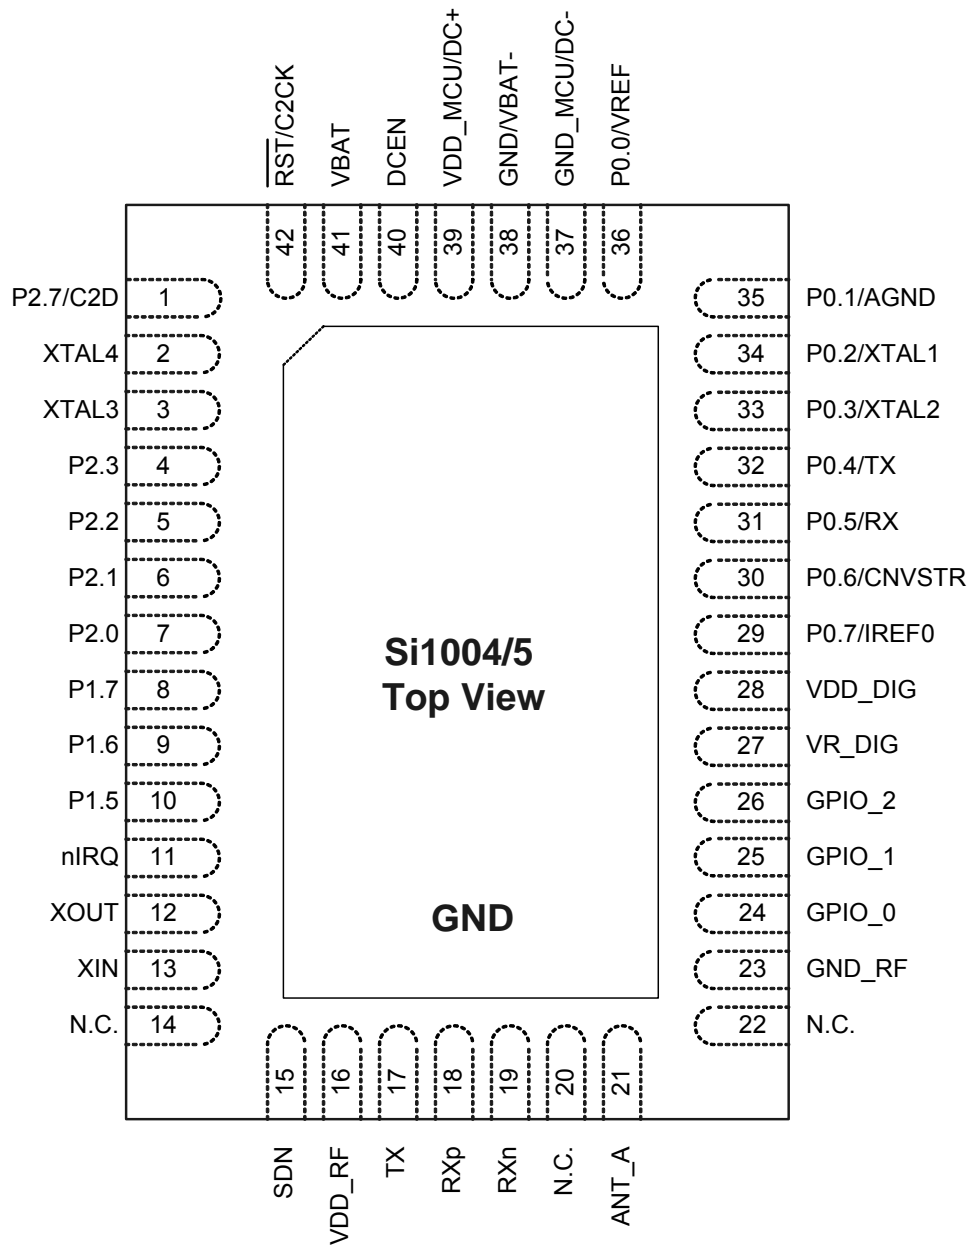 RST/C2CK
VBAT
DCEN
VDD_MCU/DC+
GND/VBAT-
GND_MCU/DC-
P0.0/VREF
42
41
40
39
38
37
36
P2.7/C2D 1
XTAL4 2
XTAL3 3
P2.3 4
P2.2 5
P2.1 6
P2.0 7
P1.7 8
P1.6 9
P1.5 10
nIRQ 11
XOUT 12
XIN 13
N.C. 14
Si1004/5
Top View
GND
35 P0.1/AGND
34 P0.2/XTAL1
33 P0.3/XTAL2
32 P0.4/TX
31 P0.5/RX
30 P0.6/CNVSTR
29 P0.7/IREF0
28 VDD_DIG
27 VR_DIG
26 GPIO_2
25 GPIO_1
24 GPIO_0
23 GND_RF
22 N.C.
15
16
17
18
19
20
21
SDN
VDD_RF
TX
RXp
RXn
N.C.
ANT_A